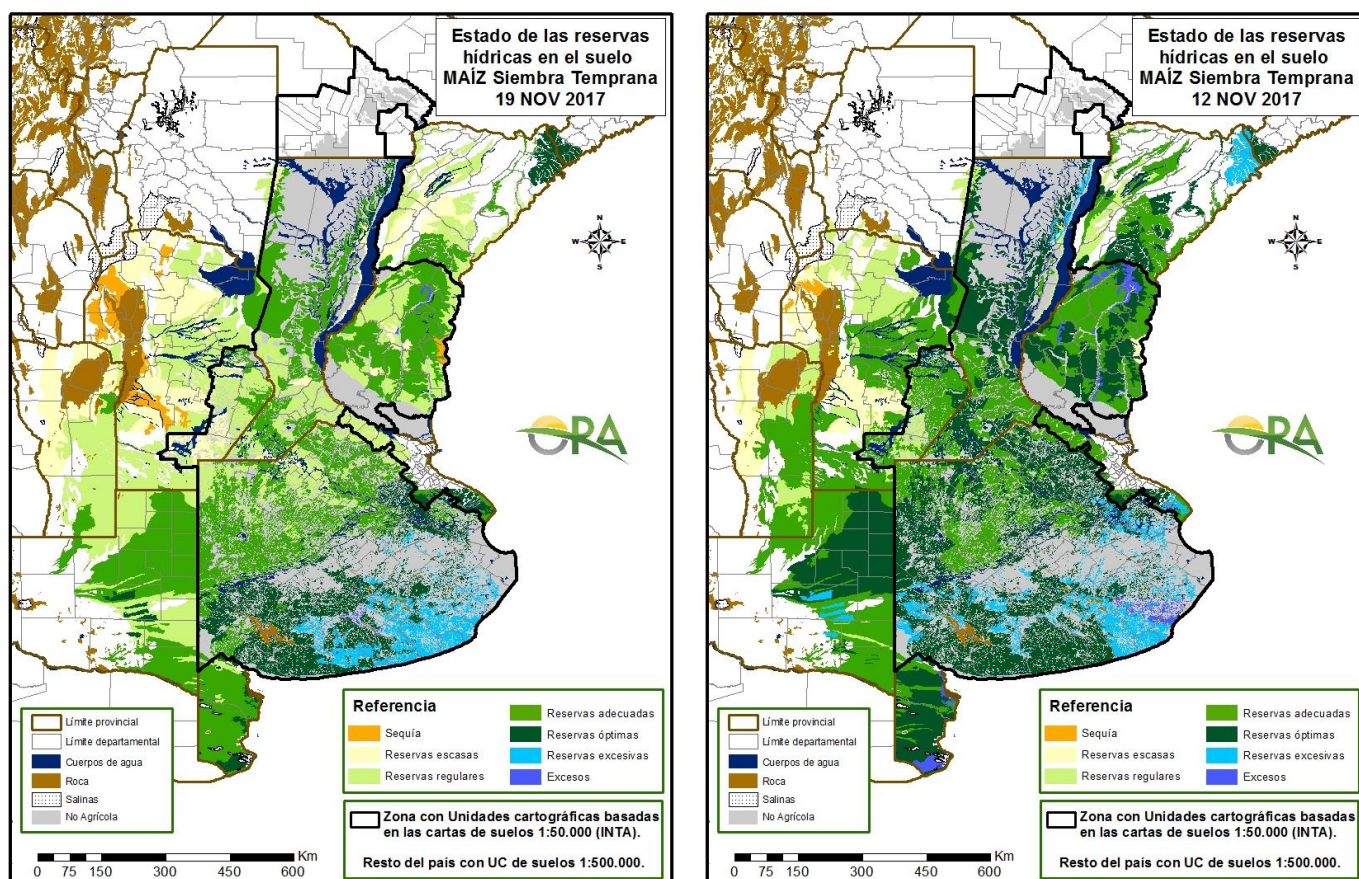 Estado de las reservas
hídricas en el suelo
MAÍZ Siembra Temprana
19 NOV 2017
N
W E
S
ORA
Límite provincial
Límite departamental
Cuerpos de agua
Roca
Salinas
No Agrícola
Referencia
Sequía
Reservas escasas
Reservas regulares
Reservas adecuadas
Reservas óptimas
Reservas excesivas
Excesos
Zona con Unidades cartográficas basadas
en las cartas de suelos 1:50.000 (INTA).
Resto del país con UC de suelos 1:500.000.
Km
0 75 150 300 450 600
Estado de las reservas
hídricas en el suelo
MAÍZ Siembra Temprana
12 NOV 2017
N
W E
S
ORA
Límite provincial
Límite departamental
Cuerpos de agua
Roca
Salinas
No Agrícola
Referencia
Sequía
Reservas escasas
Reservas regulares
Reservas adecuadas
Reservas óptimas
Reservas excesivas
Excesos
Zona con Unidades cartográficas basadas
en las cartas de suelos 1:50.000 (INTA).
Resto del país con UC de suelos 1:500.000.
Km
0 75 150 300 450 600